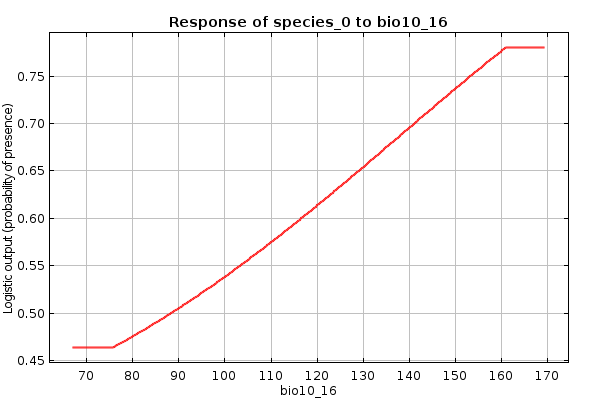 Response of species_0 to bio10_16
Logistic output (probability of presence)
0.75
0.70
0.65
0.60
0.55
0.50
0.45
70 80 90 100 110 120 130 140 150 160 170
bio10_16